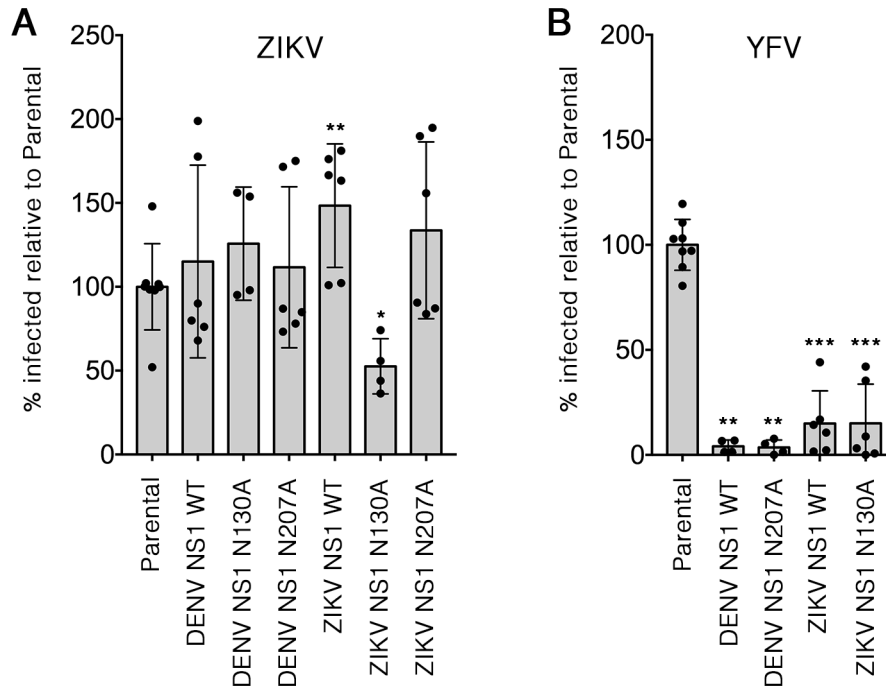 A
ZIKV
% infected relative to Parental
250
200
150
100
50
0
**
*
Parental
DENV NS1 WT
DENV NS1 N130A
DENV NS1 N207A
ZIKV NS1 WT
ZIKV NS1 N130A
ZIKV NS1 N207A
B
YFV
% infected relative to Parental
200
150
100
50
0
**
**
***
***
Parental
DENV NS1 WT
DENV NS1 N207A
ZIKV NS1 WT
ZIKV NS1 N130A